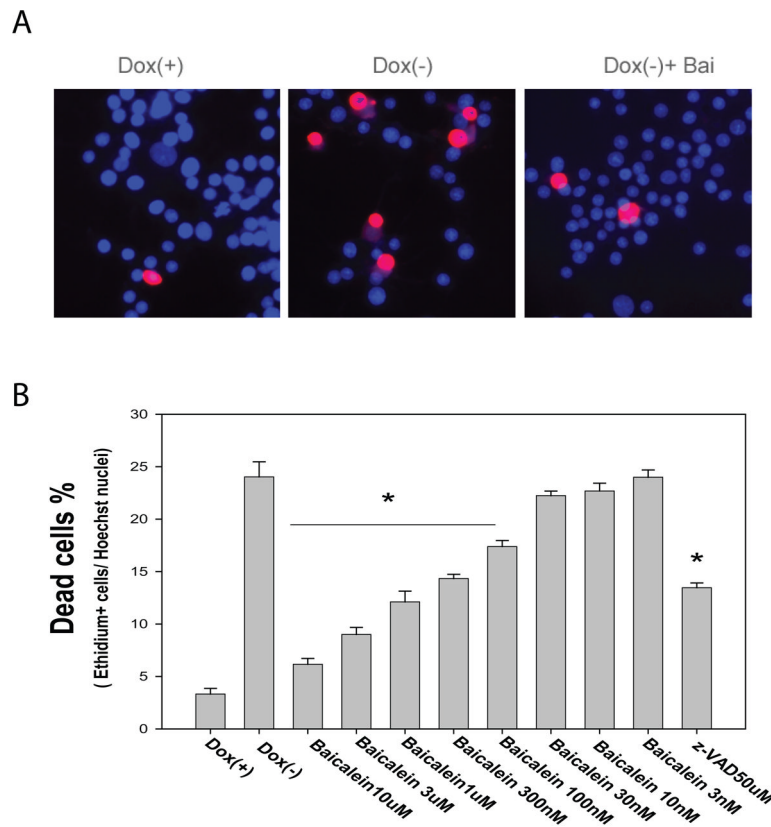 A
Dox(+)
Dox(-)
Dox(-)+ Bai
B
Dead cells %
( Ethidium+ cells/ Hoechst nuclei)
30
25
20
15
10
5
0
*
*
Dox(+)
Dox(-)
Baicalein10uM
Baicalein 3uM
Baicalein1uM
Baicalein 300nM
Baicalein 100nM
Baicalein 30nM
Baicalein 10nM
Baicalein 3nM
z-VAD50uM